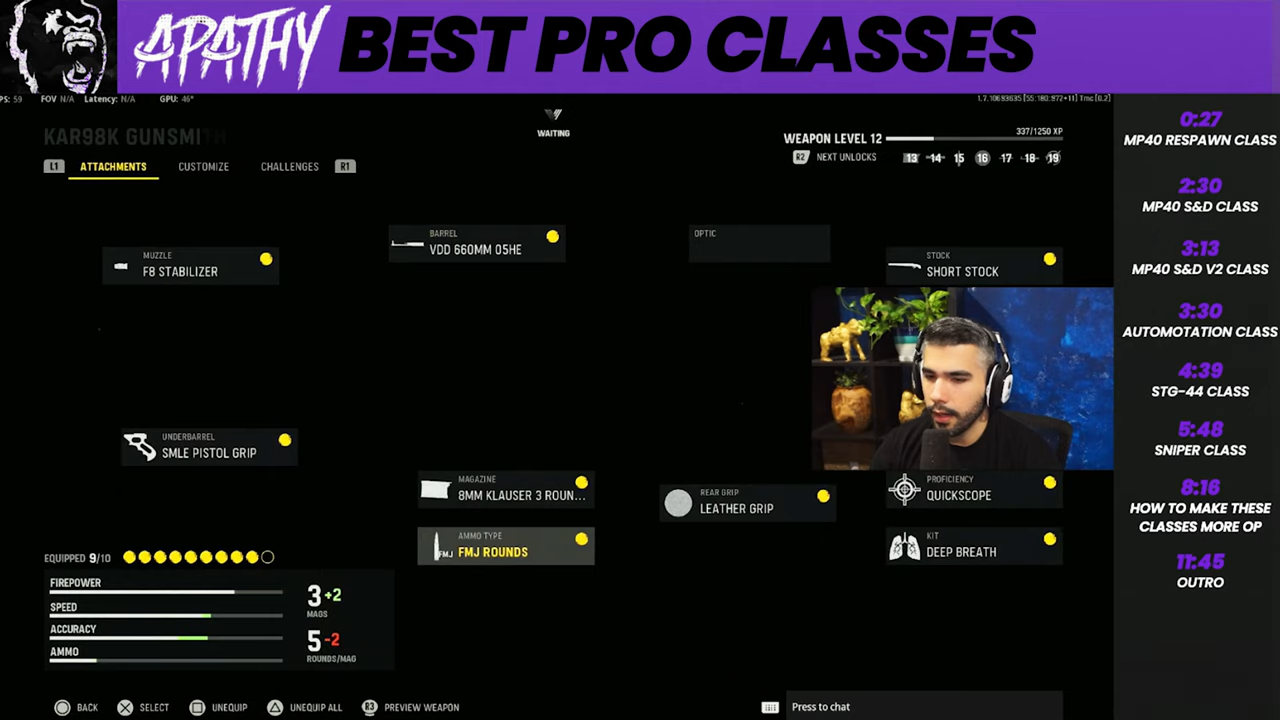 APATHY BEST PRO CLASSES
PS: 59 FOV N/A Latency: N/A GPU: 46°
KAR98K GUNSMITH
WAITING
WEAPON LEVEL 12
337/1250 XP
R2 NEXT UNLOCKS 13 14 15 16 17 18 19
L1 ATTACHMENTS CUSTOMIZE CHALLENGES R1
MUZZLE
F8 STABILIZER
BARREL
VDD 660MM 05HE
OPTIC
STOCK
SHORT STOCK
UNDERBARREL
SMLE PISTOL GRIP
MAGAZINE
8MM KLAUSER 3 ROUN...
AMMO TYPE
FMJ ROUNDS
FMJ
REAR GRIP
LEATHER GRIP
PROFICIENCY
QUICKSCOPE
KIT
DEEP BREATH
EQUIPPED 9/10
FIREPOWER
SPEED
ACCURACY
AMMO
3+2
MAGS
5-2
ROUNDS/MAG
BACK SELECT UNEQUIP UNEQUIP ALL R3 PREVIEW WEAPON
Press to chat
0:27
MP40 RESPAWN CLASS
2:30
MP40 S&D CLASS
3:13
MP40 S&D V2 CLASS
3:30
AUTOMOTATION CLASS
4:39
STG-44 CLASS
5:48
SNIPER CLASS
8:16
HOW TO MAKE THESE
CLASSES MORE OP
11:45
OUTRO